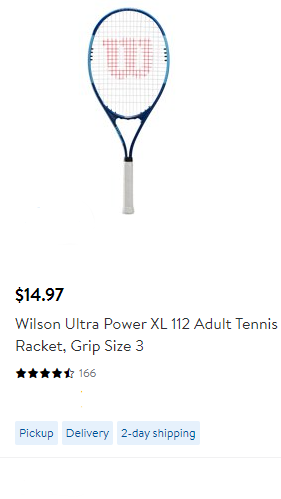 W
$14.97
Wilson Ultra Power XL 112 Adult Tennis
Racket, Grip Size 3
166
Pickup Delivery 2-day shipping